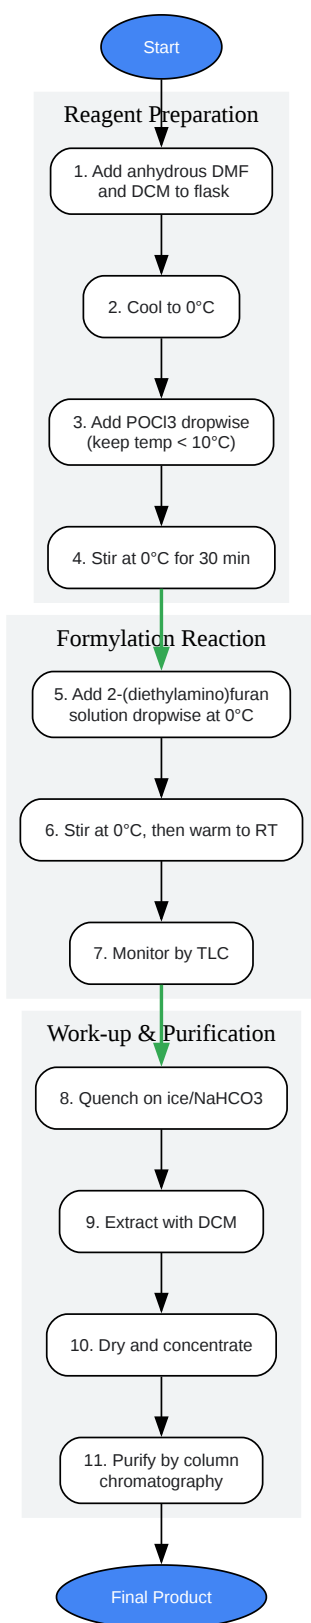 Start
Reagent Preparation
1. Add anhydrous DMF
and DCM to flask
2. Cool to 0°C
3. Add POCl3 dropwise
(keep temp < 10°C)
4. Stir at 0°C for 30 min
Formylation Reaction
5. Add 2-(diethylamino)furan
solution dropwise at 0°C
6. Stir at 0°C, then warm to RT
7. Monitor by TLC
Work-up & Purification
8. Quench on ice/NaHCO3
9. Extract with DCM
10. Dry and concentrate
11. Purify by column
chromatography
Final Product